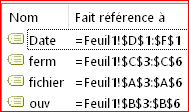 Nom Fait référence à
Date =Feuil1!$D$1:$F$1
ferm =Feuil1!$C$3:$C$6
fichier =Feuil1!$A$3:$A$6
ouv =Feuil1!$B$3:$B$6